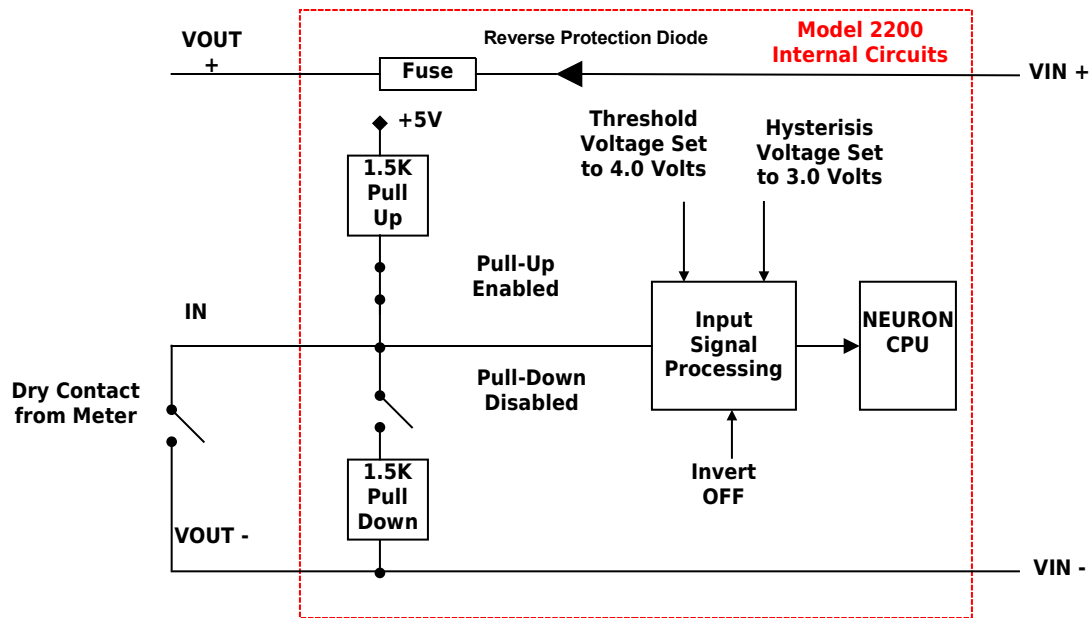 VOUT
+
Reverse Protection Diode
Model 2200
Internal Circuits
Fuse
VIN +
+5V
Threshold
Voltage Set
to 4.0 Volts
Hysterisis
Voltage Set
to 3.0 Volts
1.5K
Pull
Up
Pull-Up
Enabled
IN
Input
Signal
Processing
NEURON
CPU
Dry Contact
from Meter
Pull-Down
Disabled
1.5K
Pull
Down
Invert
OFF
VOUT -
VIN -